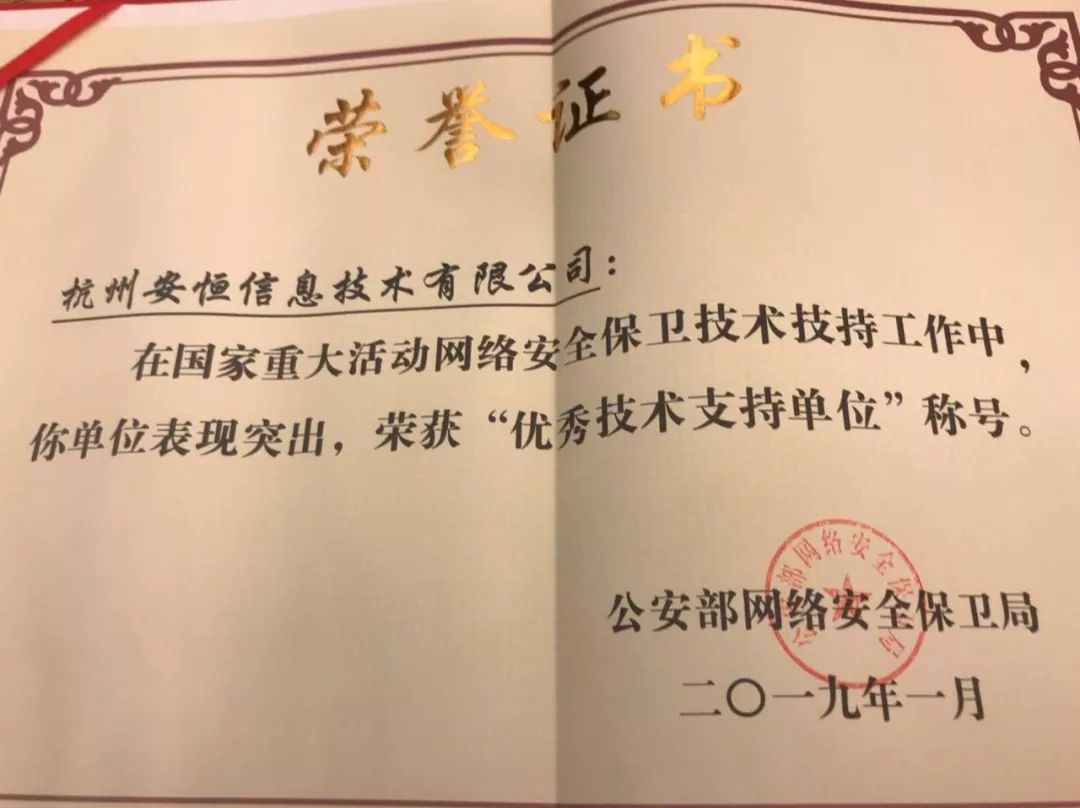 荣誉证书
杭州安恒信息技术有限公司：
在国家重大活动网络安全保卫技术技持工作中，
你单位表现突出，荣获“优秀技术支持单位”称号。
公安部网络安全保卫局
公安部网络安全保卫局
二〇一九年一月